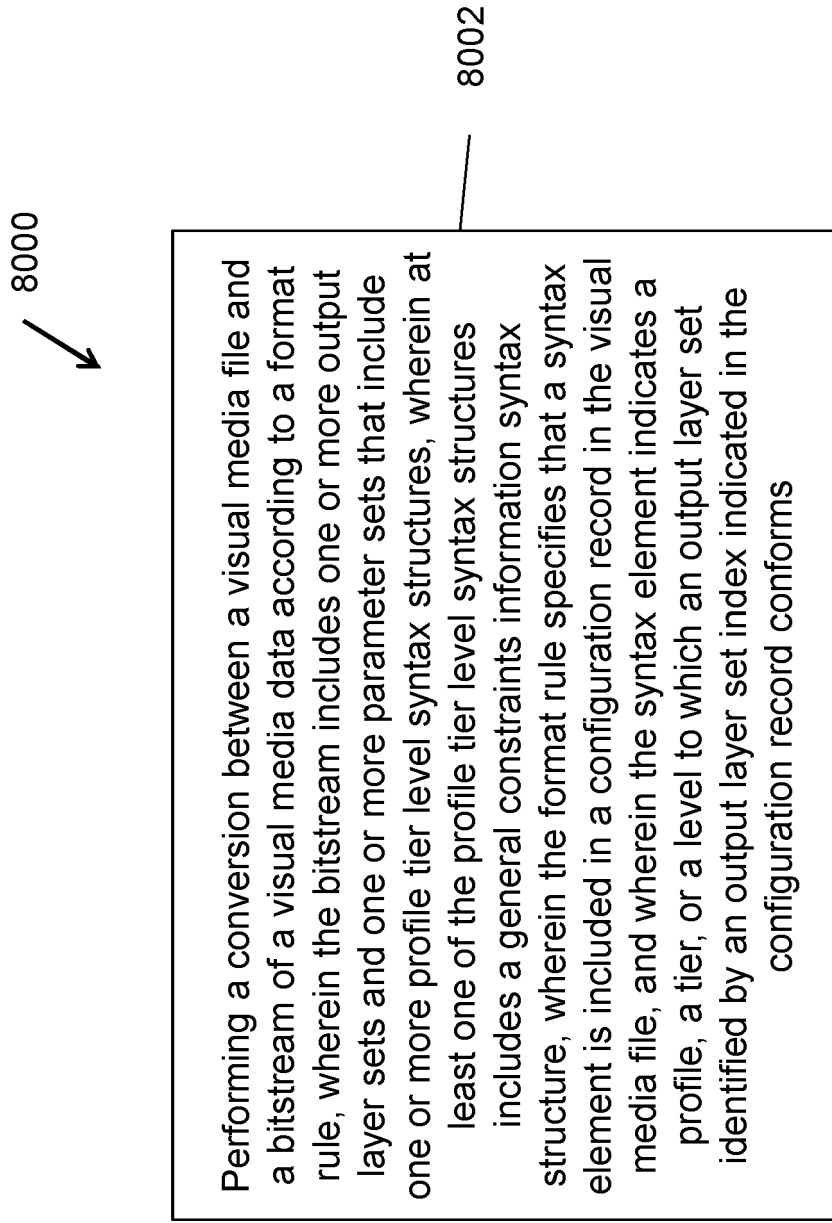 8000
Performing a conversion between a visual media file and
a bitstream of a visual media data according to a format
rule, wherein the bitstream includes one or more output
layer sets and one or more parameter sets that include
one or more profile tier level syntax structures, wherein at
least one of the profile tier level syntax structures
includes a general constraints information syntax
structure, wherein the format rule specifies that a syntax
element is included in a configuration record in the visual
media file, and wherein the syntax element indicates a
profile, a tier, or a level to which an output layer set
identified by an output layer set index indicated in the
configuration record conforms
8002